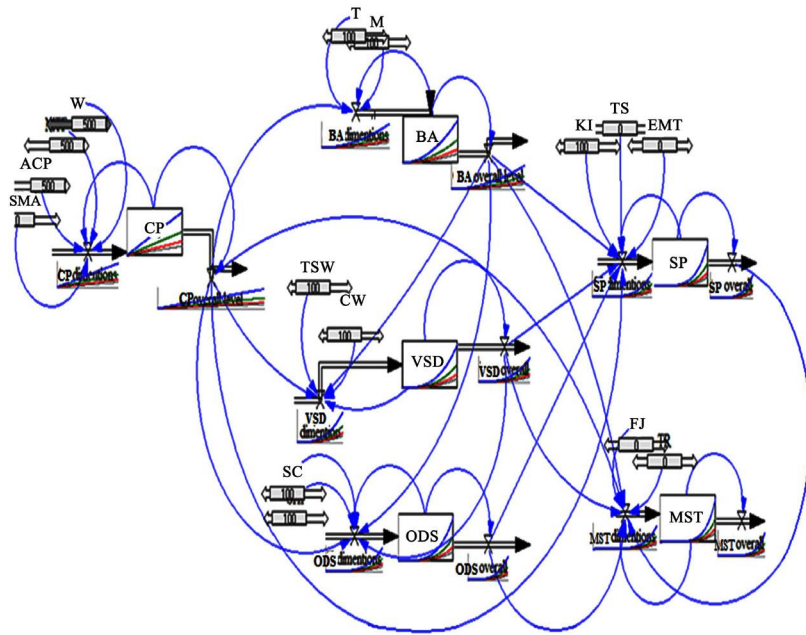 T
M
100
100
W
500
ACP
500
500
SMA
0
CP
CP dimentions
CP overall level
BA
BA dimentions
BA overall level
TS
KI
EMT
0
100
0
SP
SP dimentions
SP overall
TSW
CW
100
100
VSD
VSD
dimention
VSD overall
SC
100
100
ODS
ODS dimentions
ODS overall
FJ
TR
0
0
MST
MST dimentions
MST overall